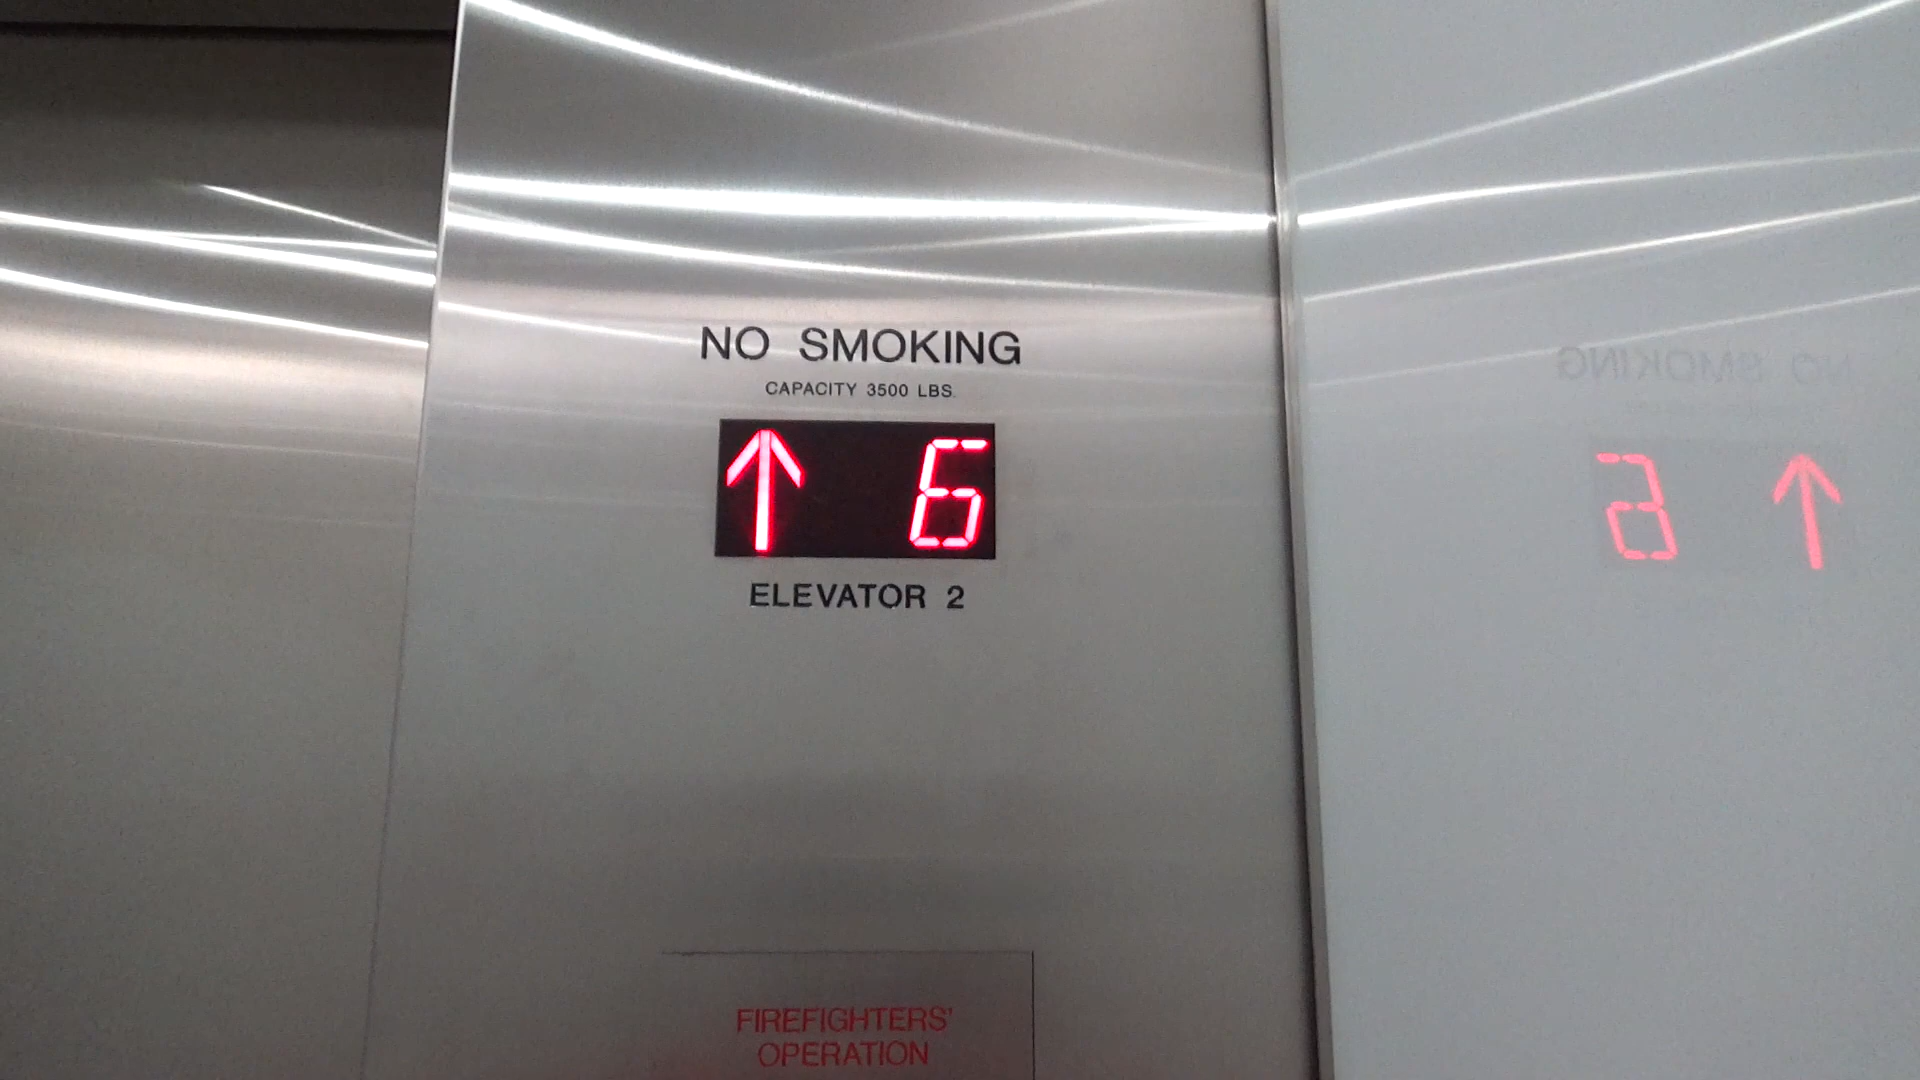 NO SMOKING
CAPACITY 3500 LBS.
↑ 6
ELEVATOR 2
FIREFIGHTERS'
OPERATION